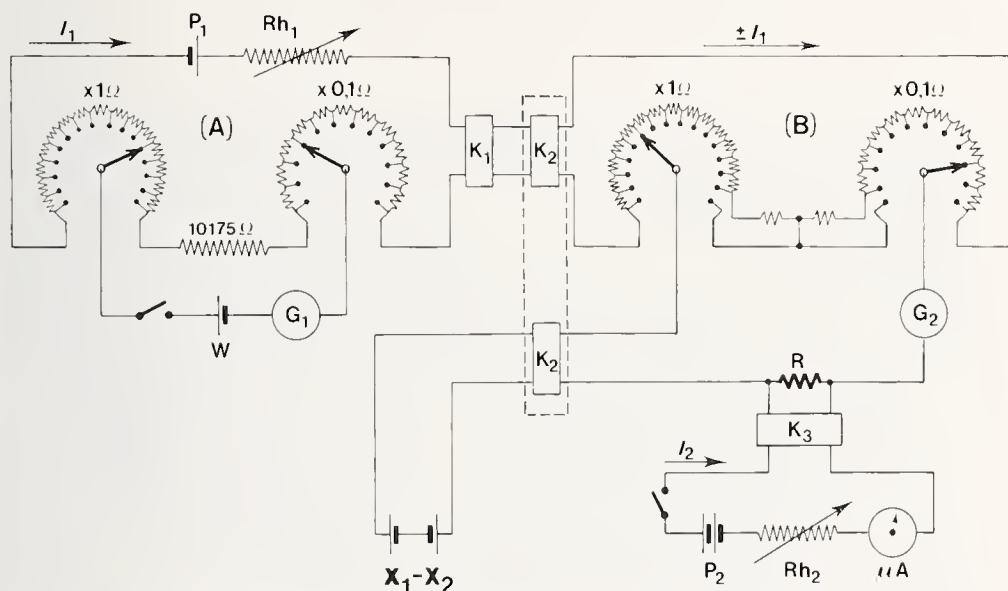 I₁
P₁
Rh₁
± I₁
x1Ω
(A)
x0,1Ω
K₁
K₂
x1Ω
(B)
x0,1Ω
10175Ω
W
G₁
K₂
G₂
R
K₃
I₂
P₂
Rh₂
μA
X₁-X₂